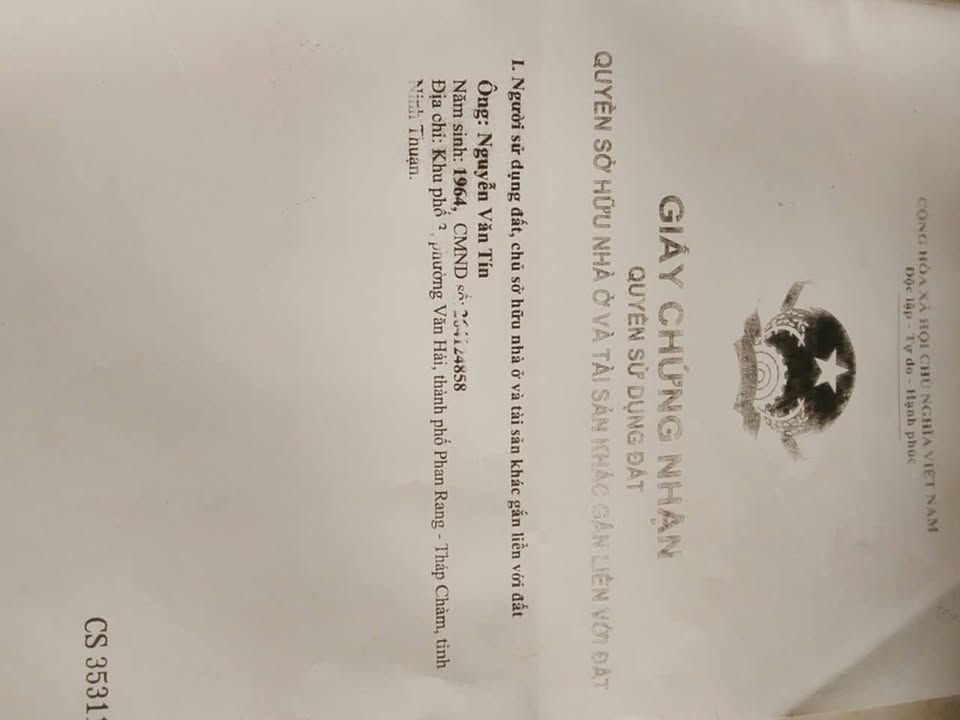 CỘNG HÒA XÃ HỘI CHỦ NGHĨA VIỆT NAM
Độc lập - Tự do - Hạnh phúc
GIẤY CHỨNG NHẬN
QUYỀN SỬ DỤNG ĐẤT
QUYỀN SỞ HỮU NHÀ Ở VÀ TÀI SẢN KHÁC GẮN LIỀN VỚI ĐẤT
I. Người sử dụng đất, chủ sở hữu nhà ở và tài sản khác gắn liền với đất
Ông: Nguyễn Văn Tín
Năm sinh: 1964, CMND số:
Địa chỉ: Khu phố , phường Văn Hải, thành phố Phan Rang - Tháp Chàm, tỉnh
Ninh Thuận.
CS 3531